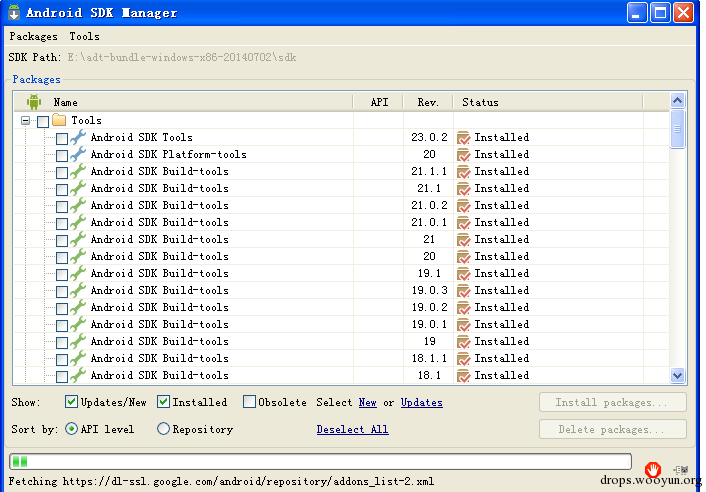 Android SDK Manager
Packages Tools
SDK Path: E:\adt-bundle-windows-x86-20140702\sdk
Packages
Name API Rev. Status
Tools
Android SDK Tools 23.0.2 Installed
Android SDK Platform-tools 20 Installed
Android SDK Build-tools 21.1.1 Installed
Android SDK Build-tools 21.1 Installed
Android SDK Build-tools 21.0.2 Installed
Android SDK Build-tools 21.0.1 Installed
Android SDK Build-tools 21 Installed
Android SDK Build-tools 20 Installed
Android SDK Build-tools 19.1 Installed
Android SDK Build-tools 19.0.3 Installed
Android SDK Build-tools 19.0.2 Installed
Android SDK Build-tools 19.0.1 Installed
Android SDK Build-tools 19 Installed
Android SDK Build-tools 18.1.1 Installed
Android SDK Build-tools 18.1 Installed
Show: Updates/New Installed Obsolete Select New or Updates Install packages...
Sort by: API level Repository Deselect All Delete packages...
Fetching https://dl-ssl.google.com/android/repository/addons_list-2.xml
drops.wooyun.org